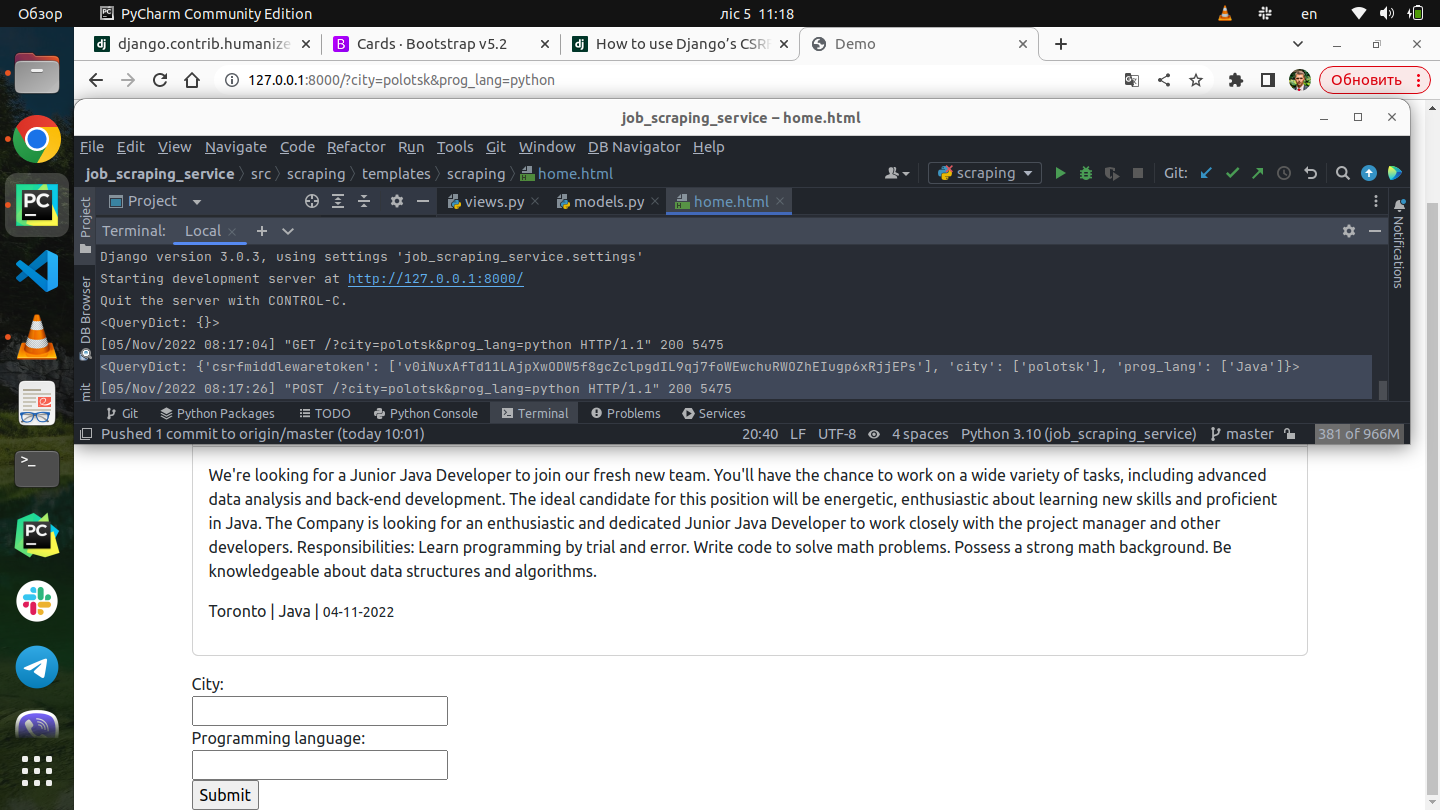 Обзор
PyCharm Community Edition
ліс 5 11:18
en
django.contrib.humanize
Cards · Bootstrap v5.2
How to use Django’s CSRF
Demo
127.0.0.1:8000/?city=polotsk&prog_lang=python
Обновить
job_scraping_service – home.html
File Edit View Navigate Code Refactor Run Tools Git Window DB Navigator Help
job_scraping_service src scraping templates scraping home.html
scraping
Git:
Project
Project
views.py
models.py
home.html
Notifications
Terminal: Local
DB Browser
Django version 3.0.3, using settings 'job_scraping_service.settings'
Starting development server at http://127.0.0.1:8000/
Quit the server with CONTROL-C.
<QueryDict: {}>
[05/Nov/2022 08:17:04] "GET /?city=polotsk&prog_lang=python HTTP/1.1" 200 5475
<QueryDict: {'csrfmiddlewaretoken': ['v0iNuxAfTd11LAjpXwODW5f8gcZclpgdIL9qj7foWEwchuRWOZhEIugp6xRjjEPs'], 'city': ['polotsk'], 'prog_lang': ['Java']}>
[05/Nov/2022 08:17:26] "POST /?city=polotsk&prog_lang=python HTTP/1.1" 200 5475
Git Python Packages TODO Python Console Terminal Problems Services
Pushed 1 commit to origin/master (today 10:01)
20:40 LF UTF-8 4 spaces Python 3.10 (job_scraping_service) master 381 of 966M
We're looking for a Junior Java Developer to join our fresh new team. You'll have the chance to work on a wide variety of tasks, including advanced
data analysis and back-end development. The ideal candidate for this position will be energetic, enthusiastic about learning new skills and proficient
in Java. The Company is looking for an enthusiastic and dedicated Junior Java Developer to work closely with the project manager and other
developers. Responsibilities: Learn programming by trial and error. Write code to solve math problems. Possess a strong math background. Be
knowledgeable about data structures and algorithms.
Toronto | Java | 04-11-2022
City:
Programming language:
Submit